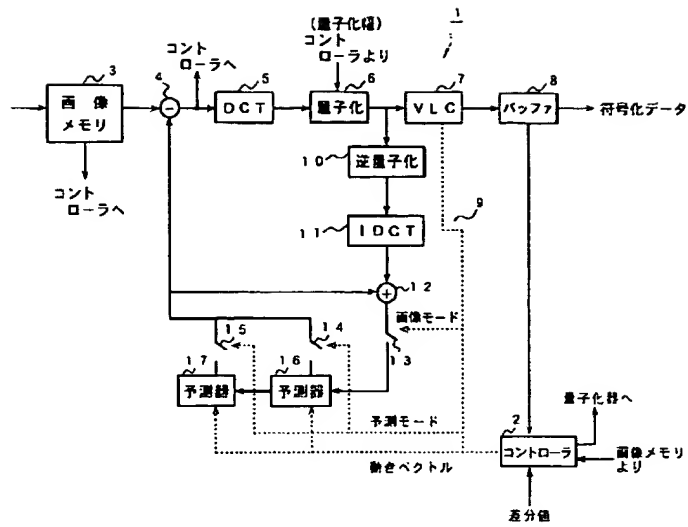 1
(量子化幅)
コント
ローラより
コント
ローラへ
3
画像
メモリ
4
5
DCT
6
量子化
7
VLC
8
バッファ
符号化データ
コント
ローラへ
10
逆量子化
9
11
IDCT
+
12
画像モード
13
15
14
17
予測器
16
予測器
予測モード
動きベクトル
量子化器へ
2
コントローラ
画像メモリ
より
差分値